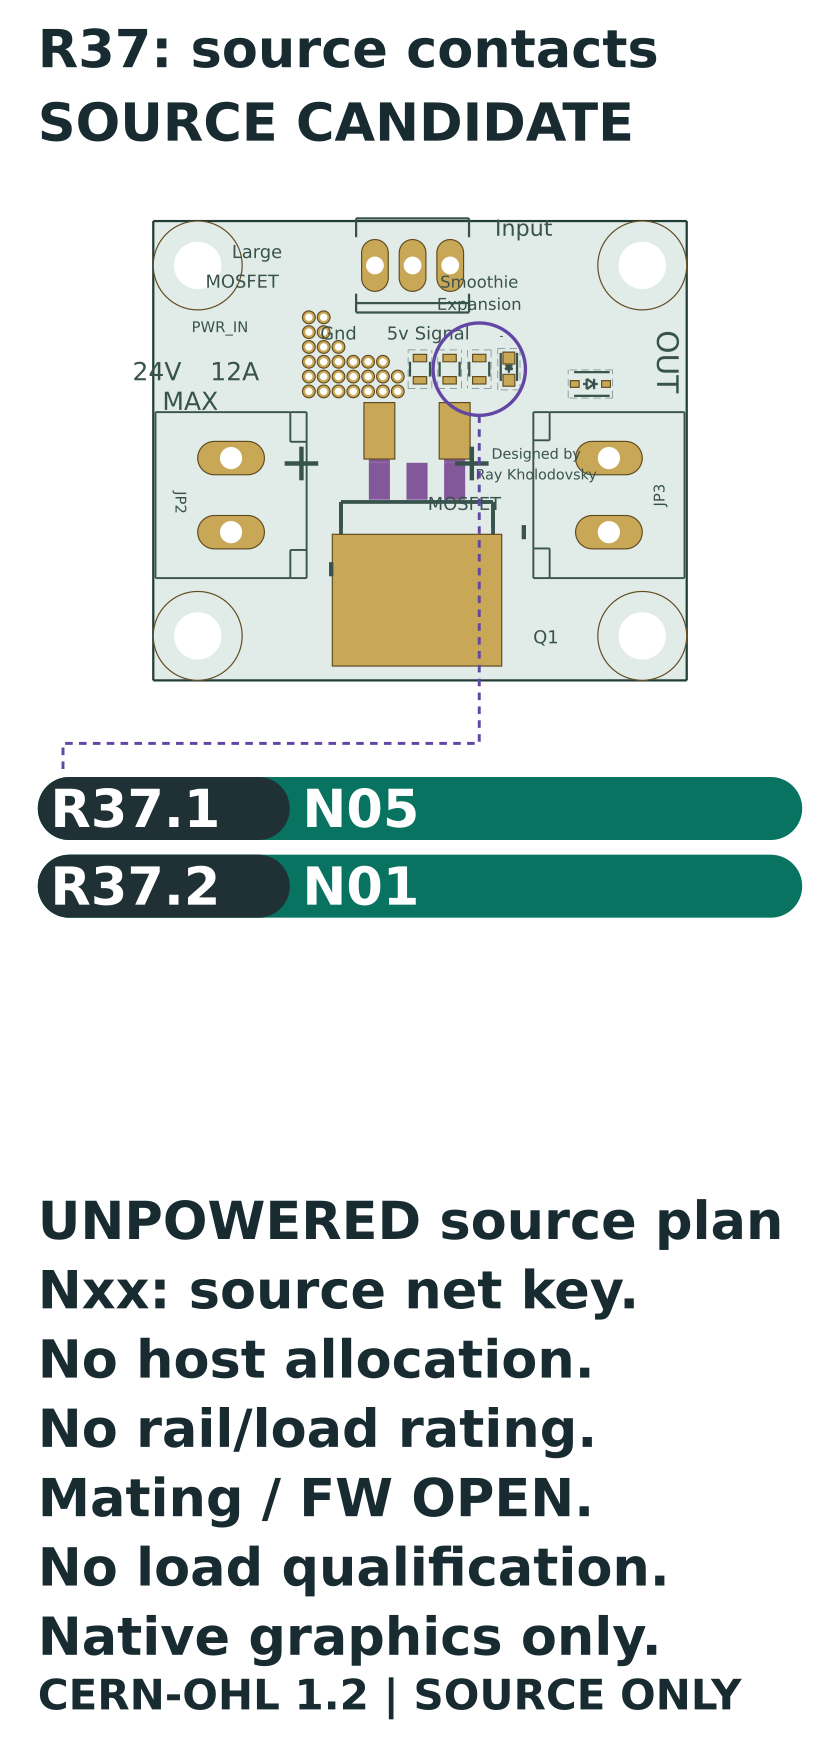 R37: source contacts
SOURCE CANDIDATE
Input
Large
MOSFET
Smoothie
Expansion
PWR_IN
Gnd
5v Signal
OUT
24V 12A
MAX
Designed by
Ray Kholodovsky
JP2
JP3
MOSFET
Q1
R37.1 N05
R37.2 N01
UNPOWERED source plan
Nxx: source net key.
No host allocation.
No rail/load rating.
Mating / FW OPEN.
No load qualification.
Native graphics only.
CERN-OHL 1.2 | SOURCE ONLY